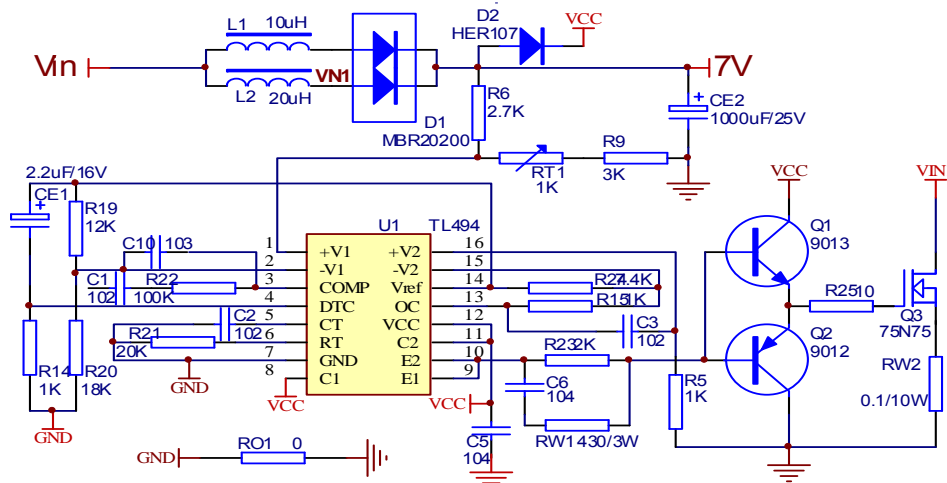 L1 10uH
D2
HER107
VCC
Vin
VN1
7V
L2 20uH
R6
2.7K
CE2
1000uF/25V
D1
MBR20200
R9
3K
RT1
1K
2.2uF/16V
CE1
VCC
VIN
R19
12K
U1 TL494
C10 103
1 +V1 +V2 16
2 -V1 -V2 15
3 COMP Vref 14
4 DTC OC 13
5 CT VCC 12
6 RT C2 11
7 GND E2 10
8 C1 E1 9
Q1
9013
C1
102
R22
100K
R24 7.4K
R15 1K
R25 10
Q3
75N75
C2
102
C3
102
R21
20K
R23 2K
Q2
9012
R14
1K
R20
18K
GND
VCC
VCC
C6
104
R5
1K
RW2
0.1/10W
GND
C5
104
RW1 430/3W
GND
RO1 0